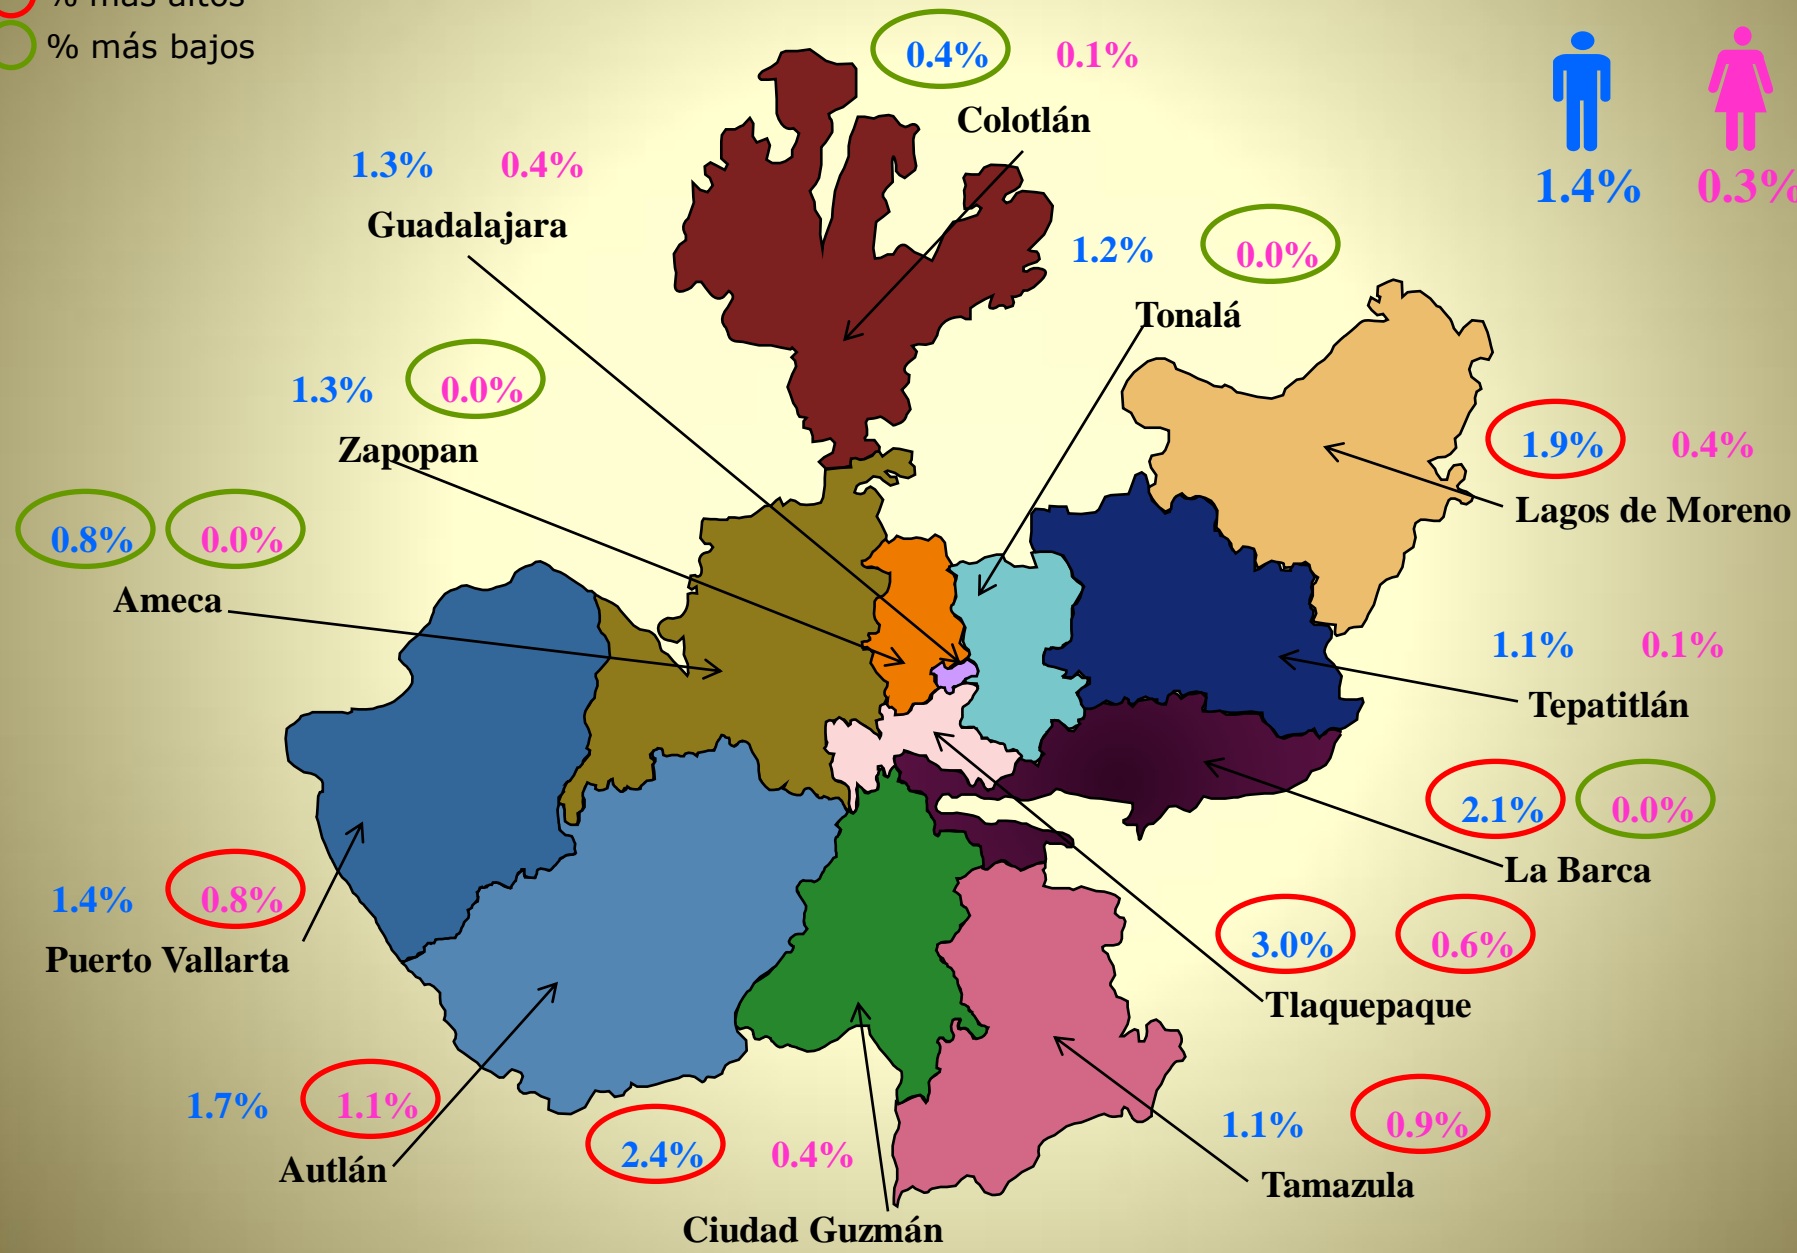 % más altos
% más bajos
0.4% 0.1%
Colotlán
1.4% 0.3%
1.3% 0.4%
Guadalajara
1.2% 0.0%
Tonalá
1.3% 0.0%
Zapopan
1.9% 0.4%
Lagos de Moreno
0.8% 0.0%
Ameca
1.1% 0.1%
Tepatitlán
2.1% 0.0%
La Barca
1.4% 0.8%
Puerto Vallarta
3.0% 0.6%
Tlaquepaque
1.7% 1.1%
Autlán
2.4% 0.4%
Ciudad Guzmán
1.1% 0.9%
Tamazula